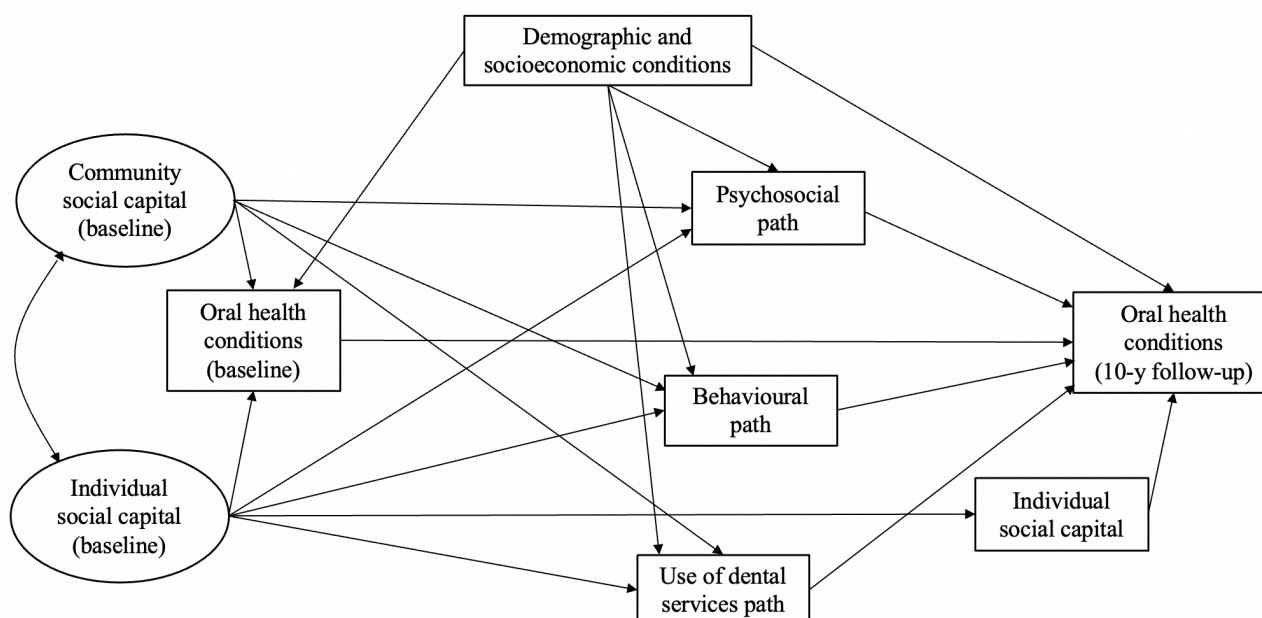 Demographic and
socioeconomic conditions
Community
social capital
(baseline)
Psychosocial
path
Oral health
conditions
(baseline)
Oral health
conditions
(10-y follow-up)
Behavioural
path
Individual
social capital
(baseline)
Individual
social capital
Use of dental
services path